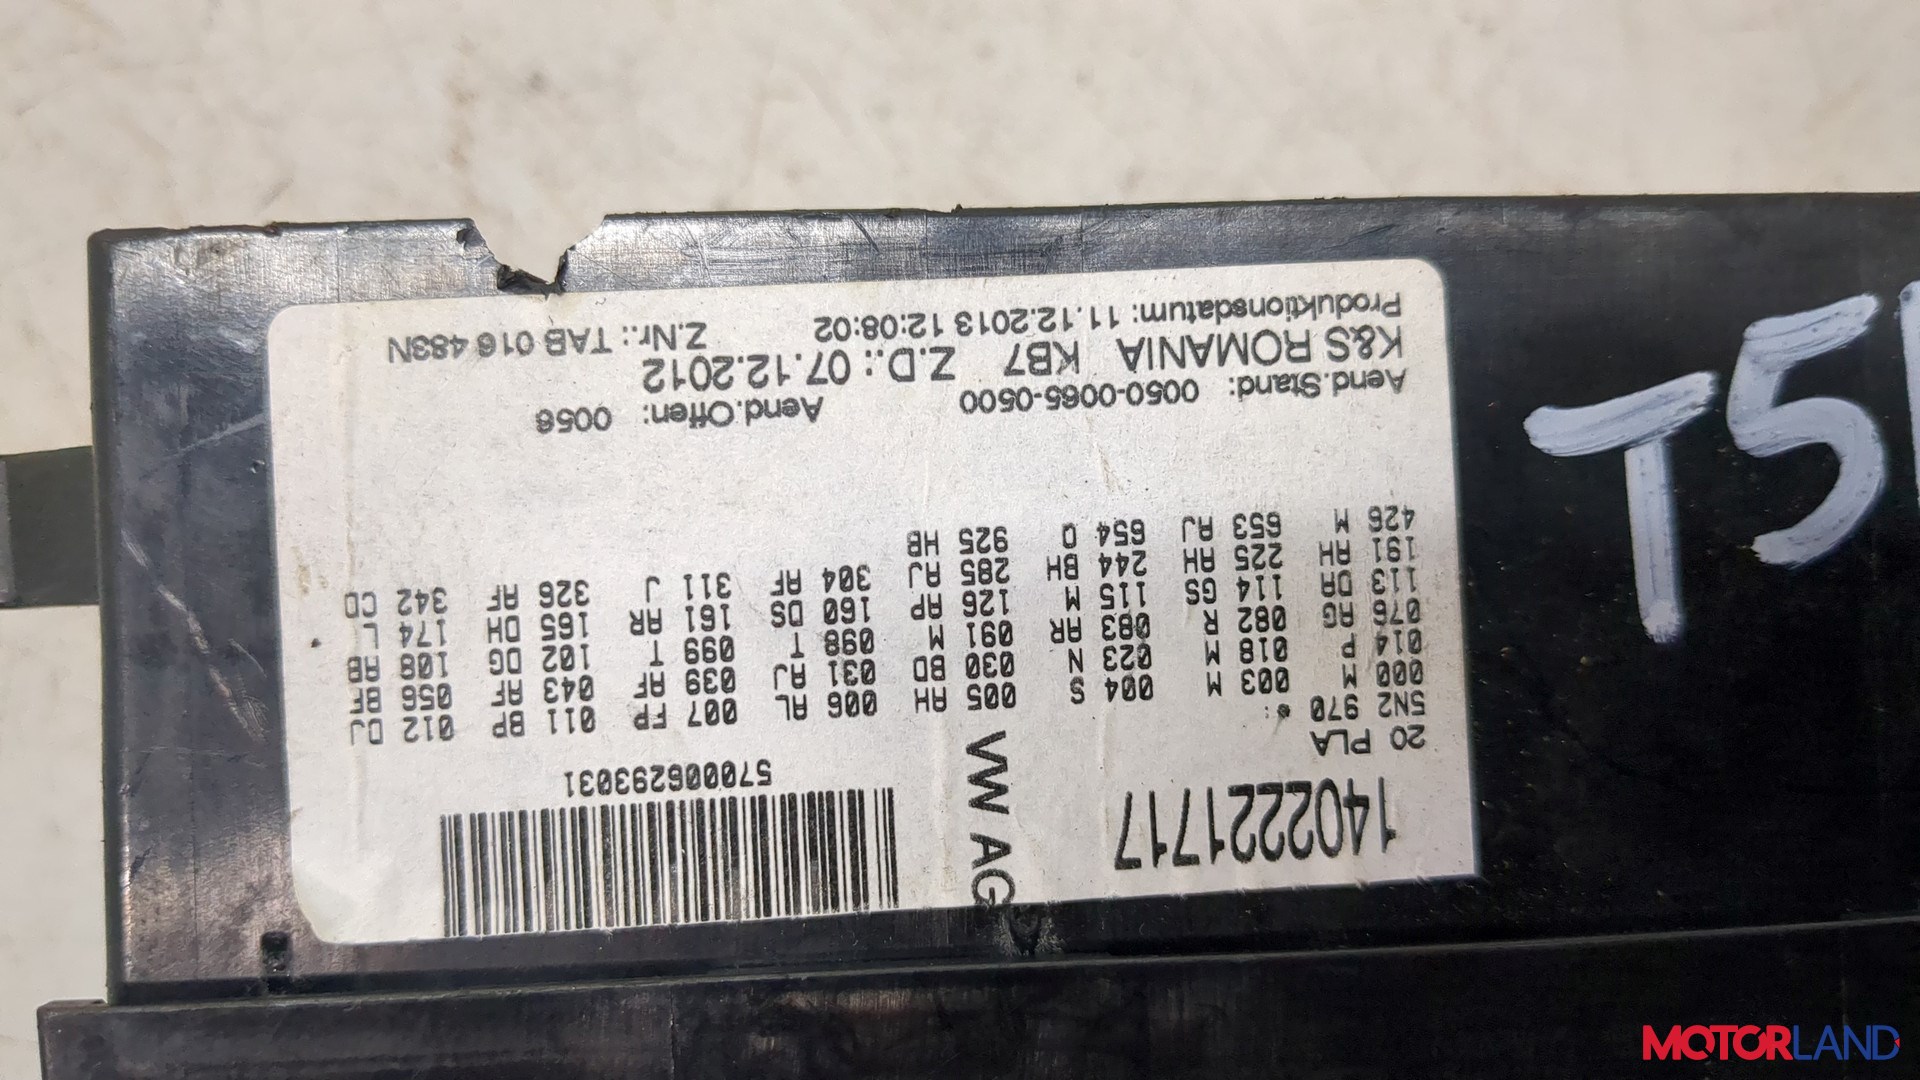 1402221717
VW AG
570006293031
20 PLA
5N2 970 *:
000 M 003 M 004 S 005 AH 006 AL 007 FP 011 BP 012 DJ
014 P 018 M 023 N 030 BD 031 AJ 039 AF 043 AF 056 BF
076 AG 082 R 083 AR 091 M 098 T 099 T 102 DG 108 AB
113 DA 114 GS 115 M 126 AP 160 DS 161 AR 165 DH 174 L
191 AH 225 AH 244 BH 285 AJ 304 AF 311 J 326 AF 342 CD
426 M 653 AJ 654 Q 925 HB
Aend.Stand: 0050-0065-0500 Aend.Offen: 0056
K&S ROMANIA KB7 Z.D.: 07.12.2012
Produktionsdatum: 11.12.2013 12:08:02 Z.Nr.: TAB 016 483N
T5
MOTORLAND